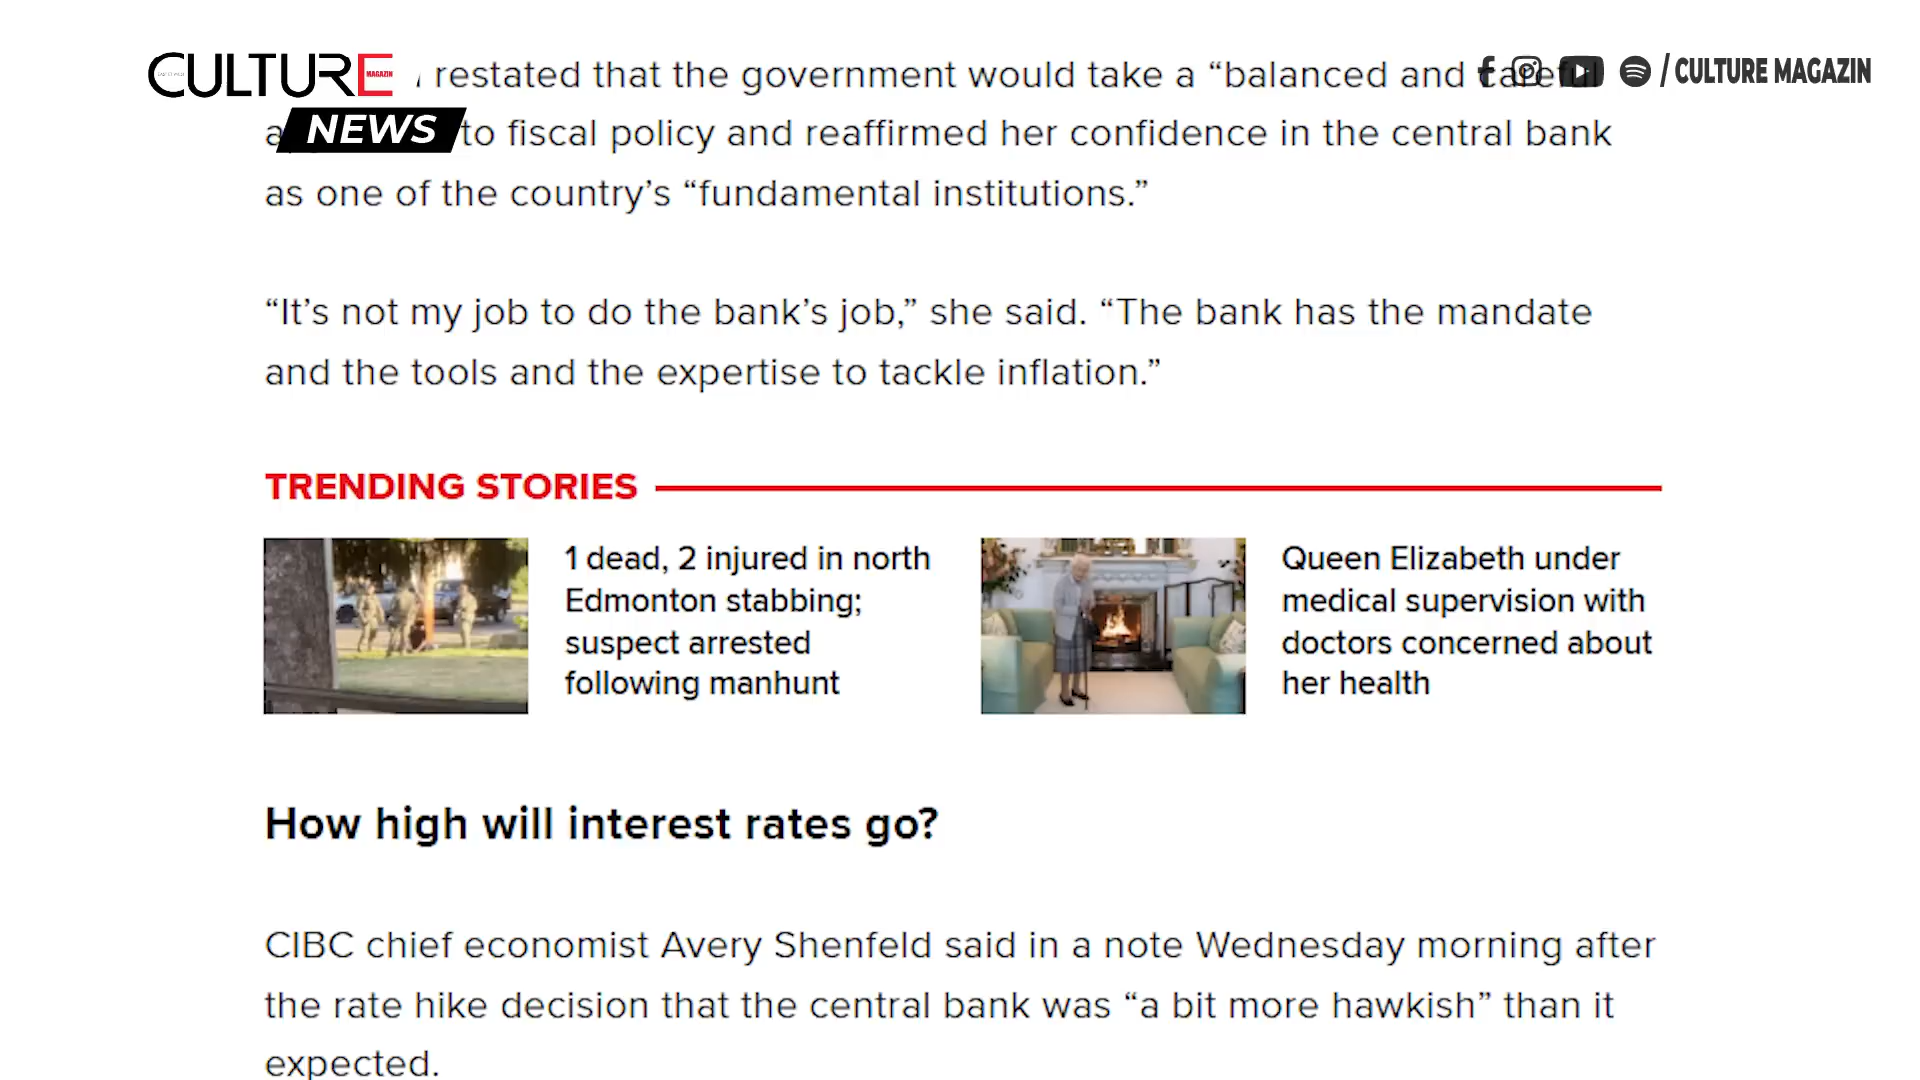 CULTURE
MAGAZIN
NEWS
/ CULTURE MAGAZIN
restated that the government would take a “balanced and careful
to fiscal policy and reaffirmed her confidence in the central bank
as one of the country’s “fundamental institutions.”
“It’s not my job to do the bank’s job,” she said. “The bank has the mandate
and the tools and the expertise to tackle inflation.”
TRENDING STORIES
1 dead, 2 injured in north
Edmonton stabbing;
suspect arrested
following manhunt
Queen Elizabeth under
medical supervision with
doctors concerned about
her health
How high will interest rates go?
CIBC chief economist Avery Shenfeld said in a note Wednesday morning after
the rate hike decision that the central bank was “a bit more hawkish” than it
expected.